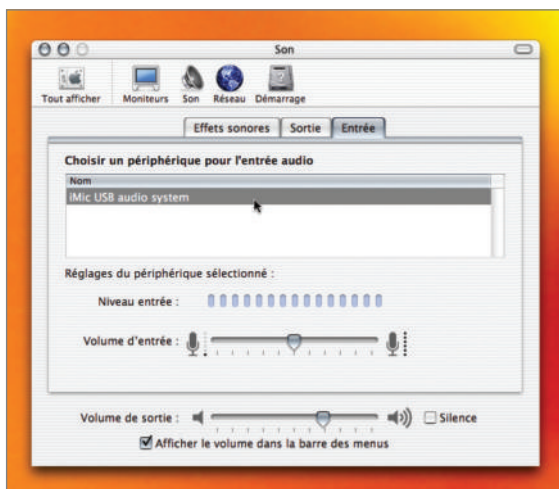 Son
Tout afficher Moniteurs Son Réseau Démarrage
Effets sonores Sortie Entrée
Choisir un périphérique pour l'entrée audio
Nom
iMic USB audio system
Réglages du périphérique sélectionné :
Niveau entrée :
Volume d'entrée :
Volume de sortie : Silence
Afficher le volume dans la barre des menus